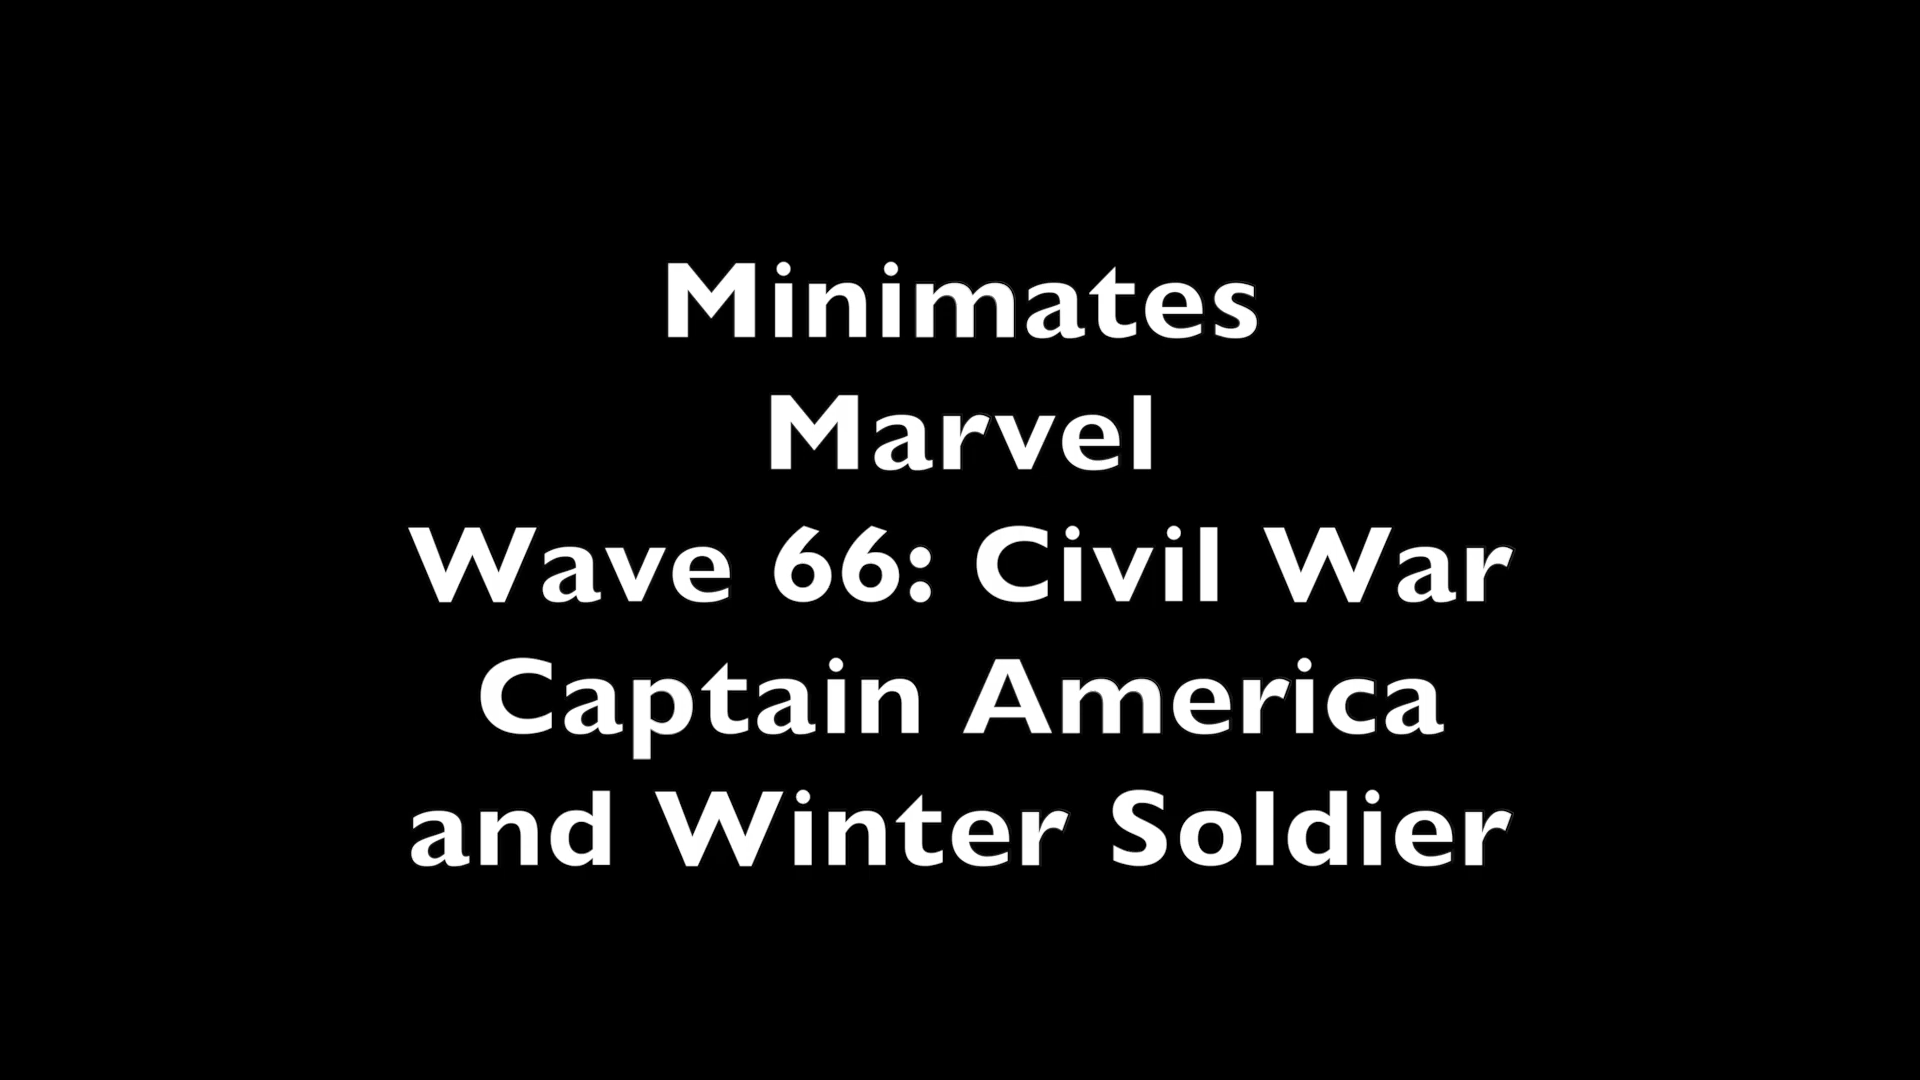 Minimates
Marvel
Wave 66: Civil War
Captain America
and Winter Soldier